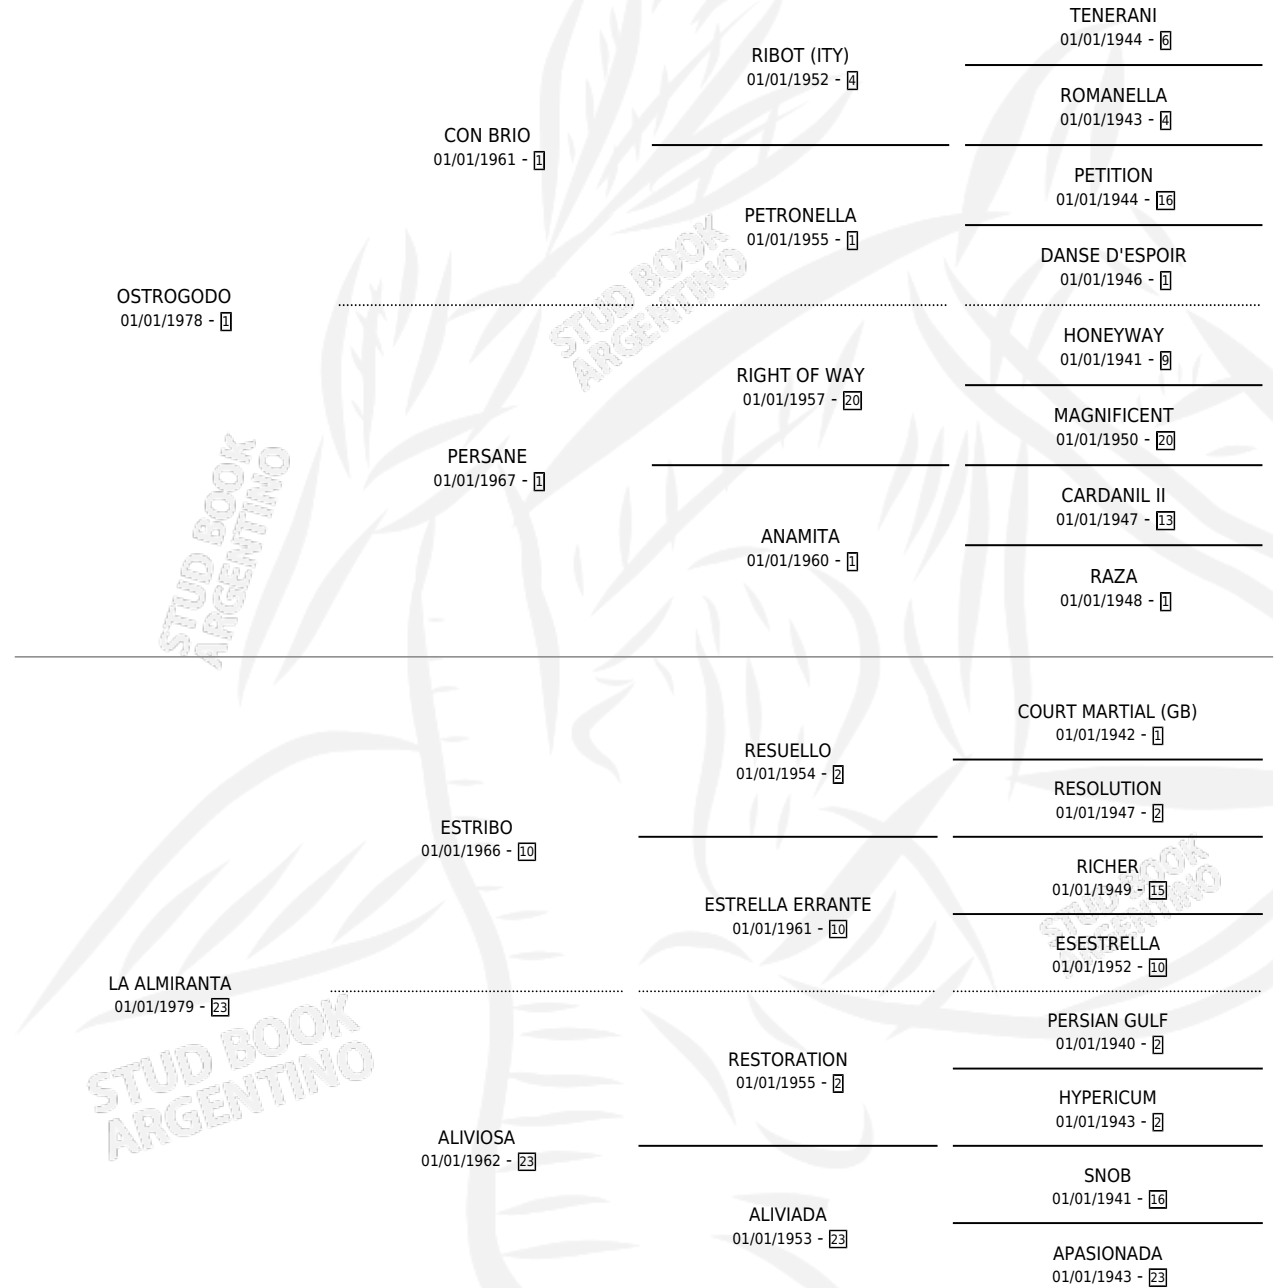 TENERANI
01/01/1944 - 6
RIBOT (ITY)
01/01/1952 - 4
ROMANELLA
01/01/1943 - 4
CON BRIO
01/01/1961 - 1
PETITION
01/01/1944 - 16
PETRONELLA
01/01/1955 - 1
DANSE D'ESPOIR
01/01/1946 - 1
OSTROGODO
01/01/1978 - 1
STUD BOOK
ARGENTINO
HONEYWAY
01/01/1941 - 9
RIGHT OF WAY
01/01/1957 - 20
MAGNIFICENT
01/01/1950 - 20
PERSANE
01/01/1967 - 1
CARDANIL II
01/01/1947 - 13
ANAMITA
01/01/1960 - 1
RAZA
01/01/1948 - 1
STUD BOOK
ARGENTINO
COURT MARTIAL (GB)
01/01/1942 - 1
RESUELLO
01/01/1954 - 2
RESOLUTION
01/01/1947 - 2
ESTRIBO
01/01/1966 - 10
RICHER
01/01/1949 - 15
ESTRELLA ERRANTE
01/01/1961 - 10
STUD BOOK
ARGENTINO
ESESTRELLA
01/01/1952 - 10
LA ALMIRANTA
01/01/1979 - 23
PERSIAN GULF
01/01/1940 - 2
RESTORATION
01/01/1955 - 2
STUD BOOK
ARGENTINO
HYPERICUM
01/01/1943 - 2
ALIVIOSA
01/01/1962 - 23
SNOB
01/01/1941 - 16
ALIVIADA
01/01/1953 - 23
APASIONADA
01/01/1943 - 23